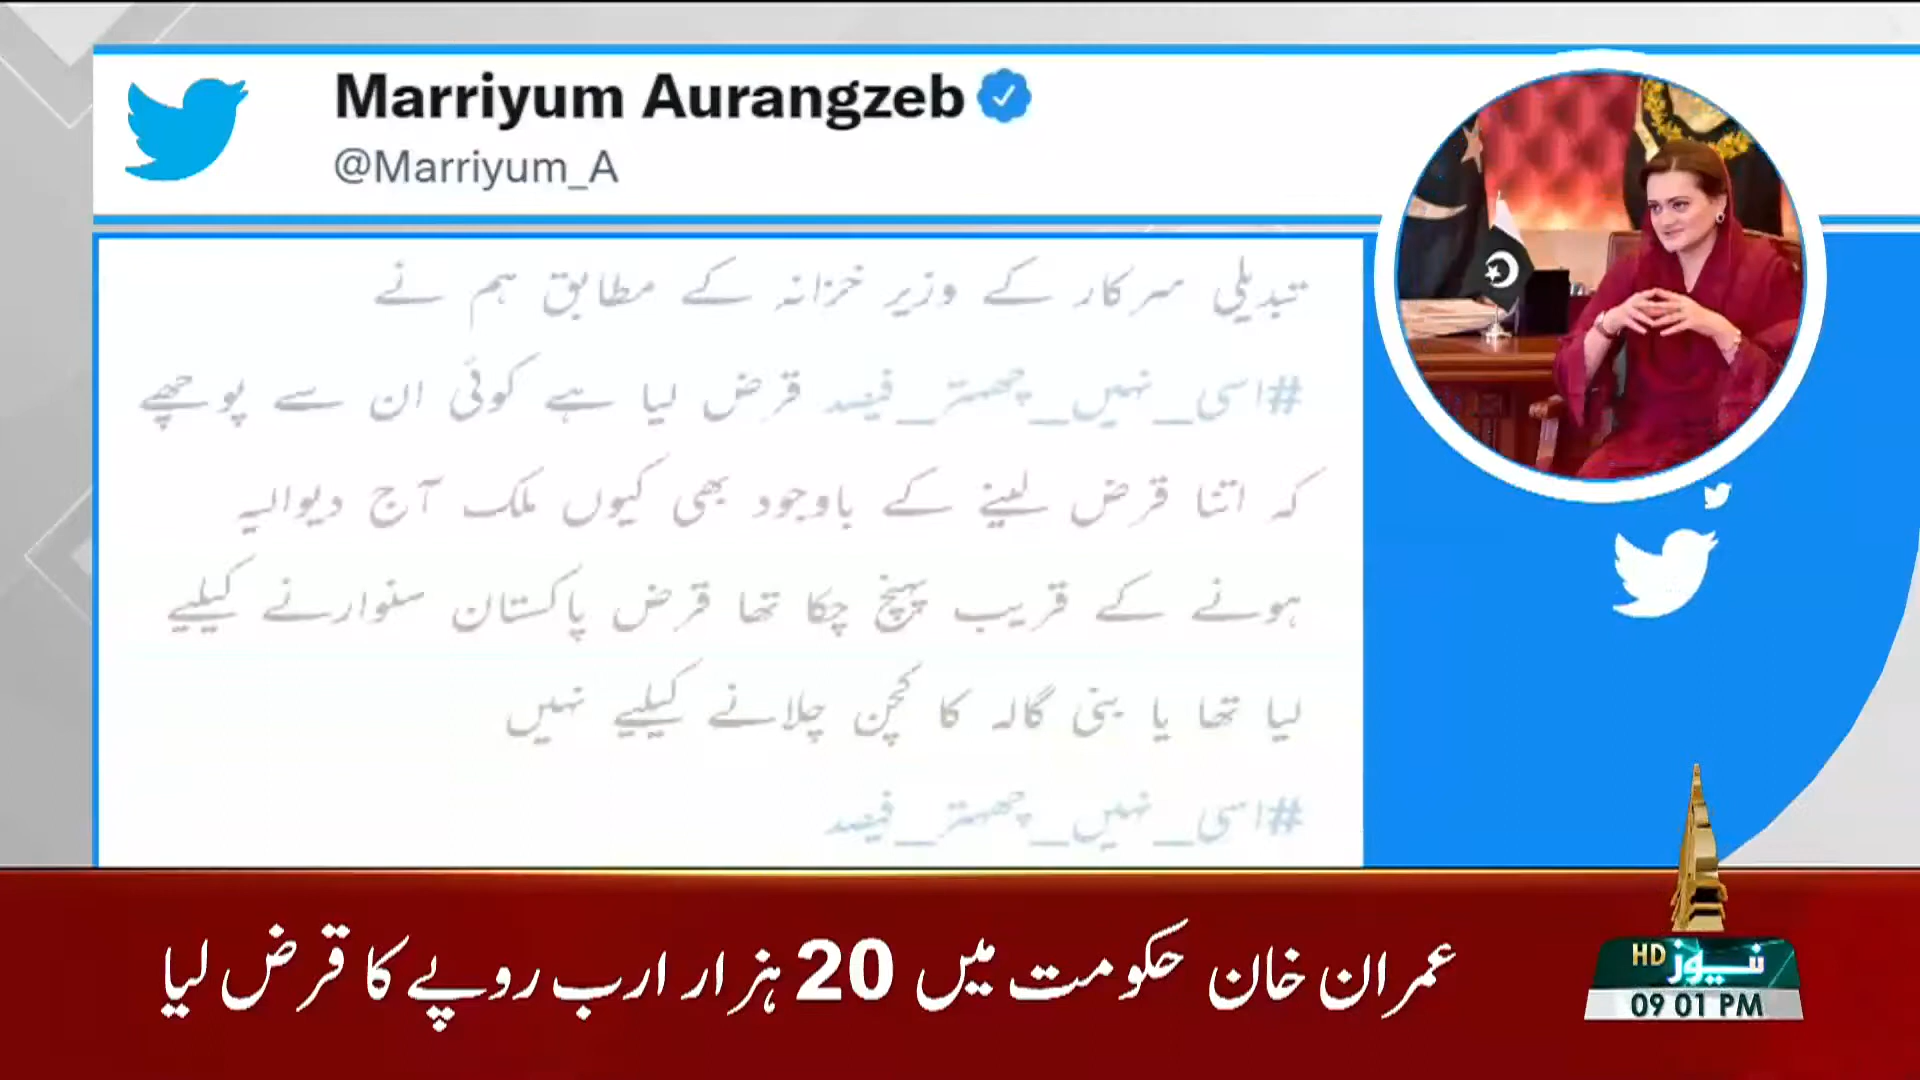 Marriyum Aurangzeb
@Marriyum_A
تبدیلی سرکار کے وزیر خزانہ کے مطابق ہم نے
#اسی_نہیں_چھہتر_فیصد قرض لیا ہے کوئی ان سے پوچھے
کہ اتنا قرض لینے کے باوجود بھی کیوں ملک آج دیوالیہ
ہونے کے قریب پہنچ چکا تھا قرض پاکستان سنوارنے کیلیے
لیا تھا یا بنی گالہ کا کچن چلانے کیلیے نہیں
#اسی_نہیں_چھہتر_فیصد
عمران خان حکومت میں 20 ہزار ارب روپے کا قرض لیا
نیوز HD
09 01 PM